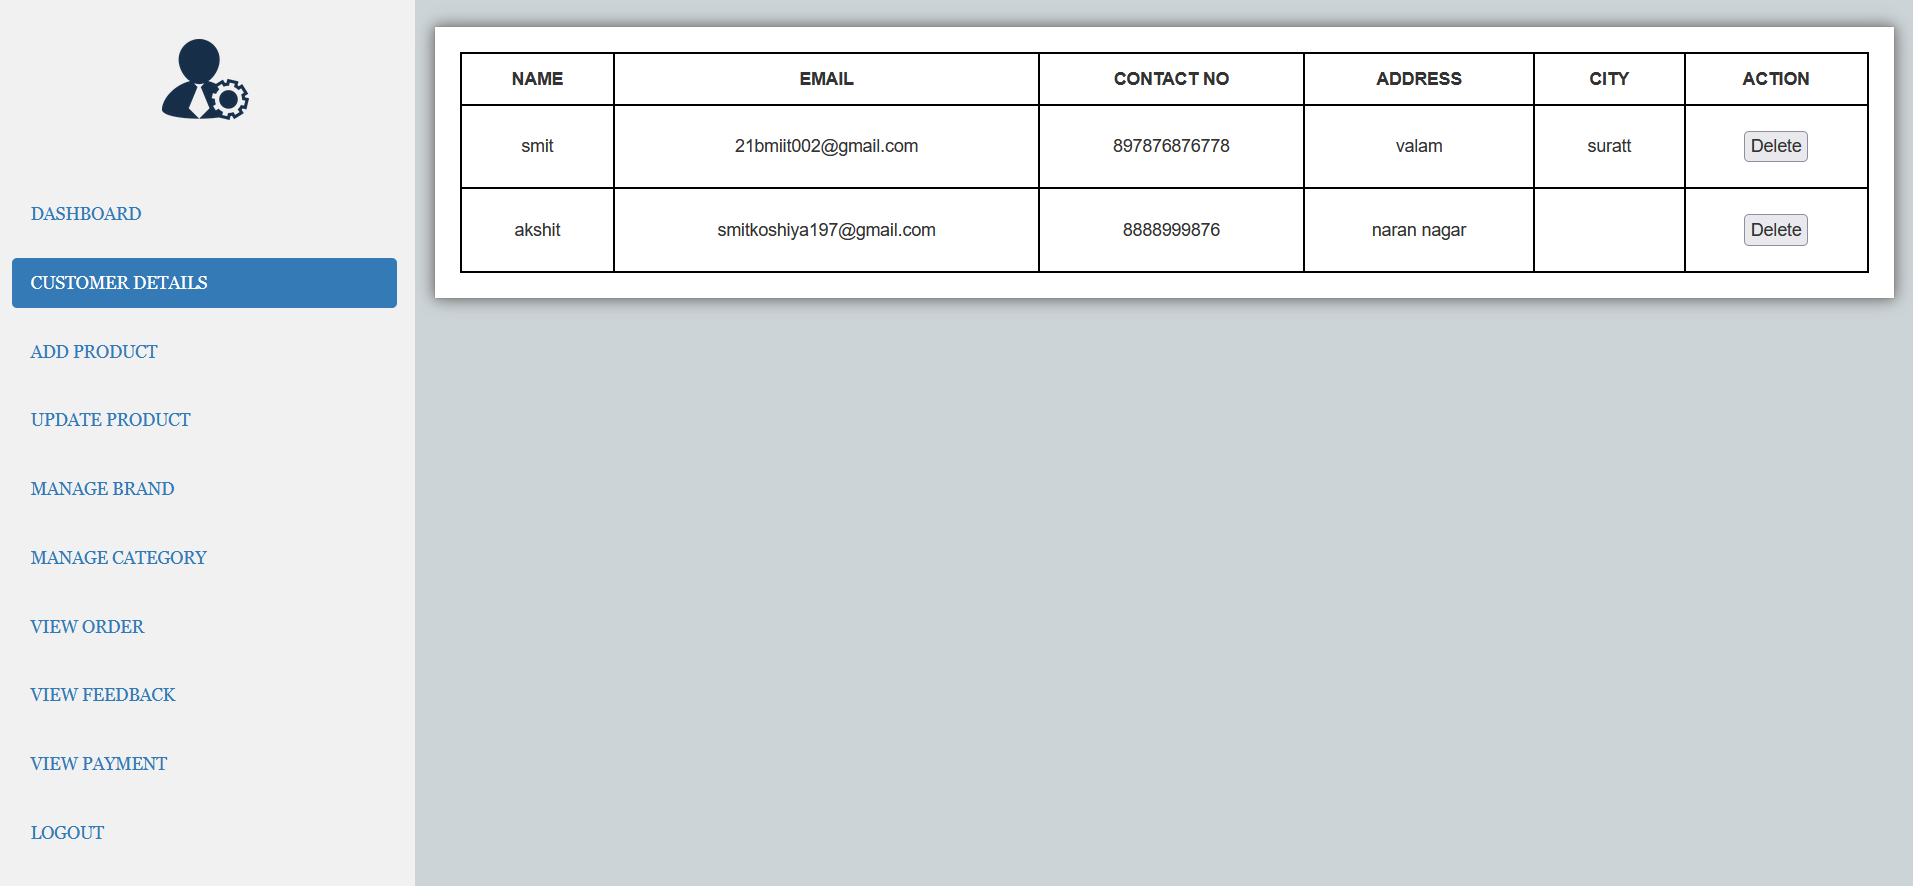 DASHBOARD
CUSTOMER DETAILS
ADD PRODUCT
UPDATE PRODUCT
MANAGE BRAND
MANAGE CATEGORY
VIEW ORDER
VIEW FEEDBACK
VIEW PAYMENT
LOGOUT
NAME EMAIL CONTACT NO ADDRESS CITY ACTION
smit 21bmiit002@gmail.com 897876876778 valam suratt Delete
akshit smitkoshiya197@gmail.com 8888999876 naran nagar Delete